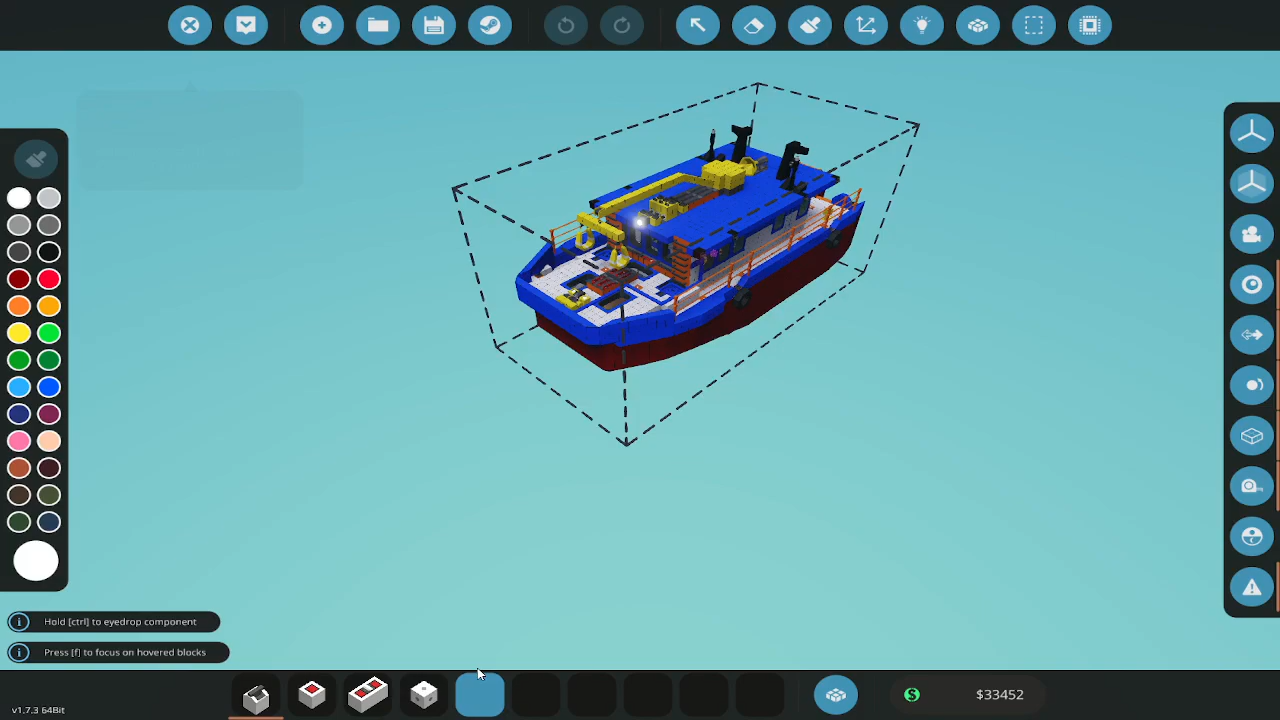 Hold [ctrl] to eyedrop component
Press [f] to focus on hovered blocks
v1.7.3 64Bit
$
$33452